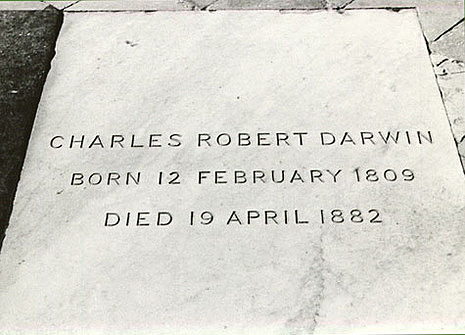 CHARLES ROBERT DARWIN
BORN 12 FEBRUARY 1809
DIED 19 APRIL 1882